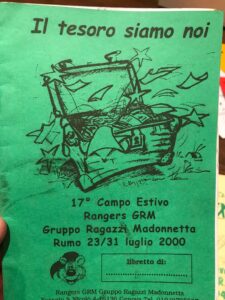 Il tesoro siamo noi
17° Campo Estivo
Rangers GRM
Gruppo Ragazzi Madonnetta
Rumo 23/31 luglio 2000
libretto di:
Rangers GRM Gruppo Ragazzi Madonnetta